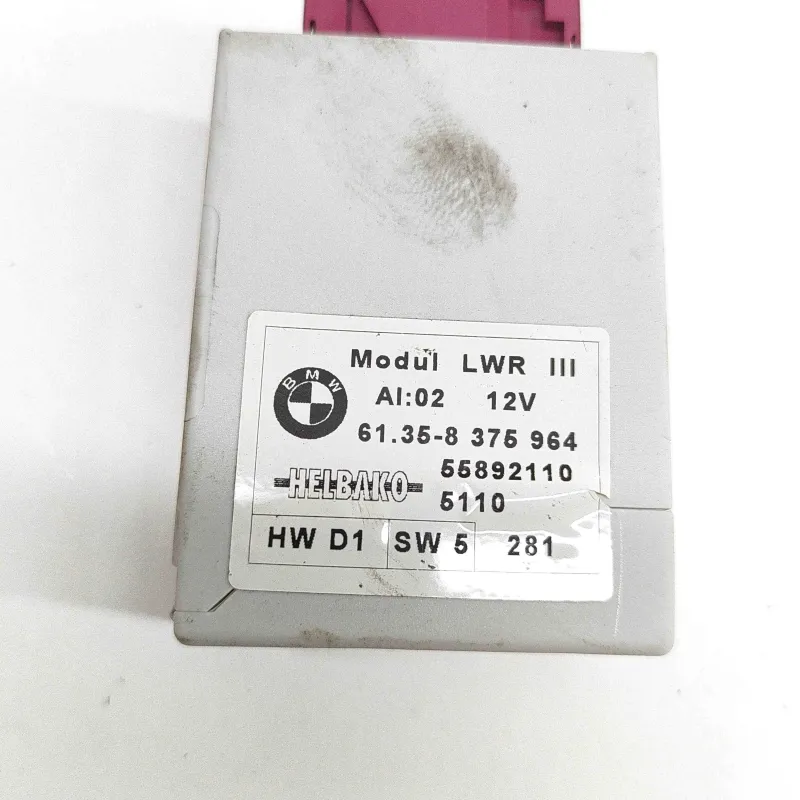 Modul LWR III
BMW
AI:02 12V
61.35-8 375 964
55892110
HELBAKO
5110
HW D1 SW 5 281